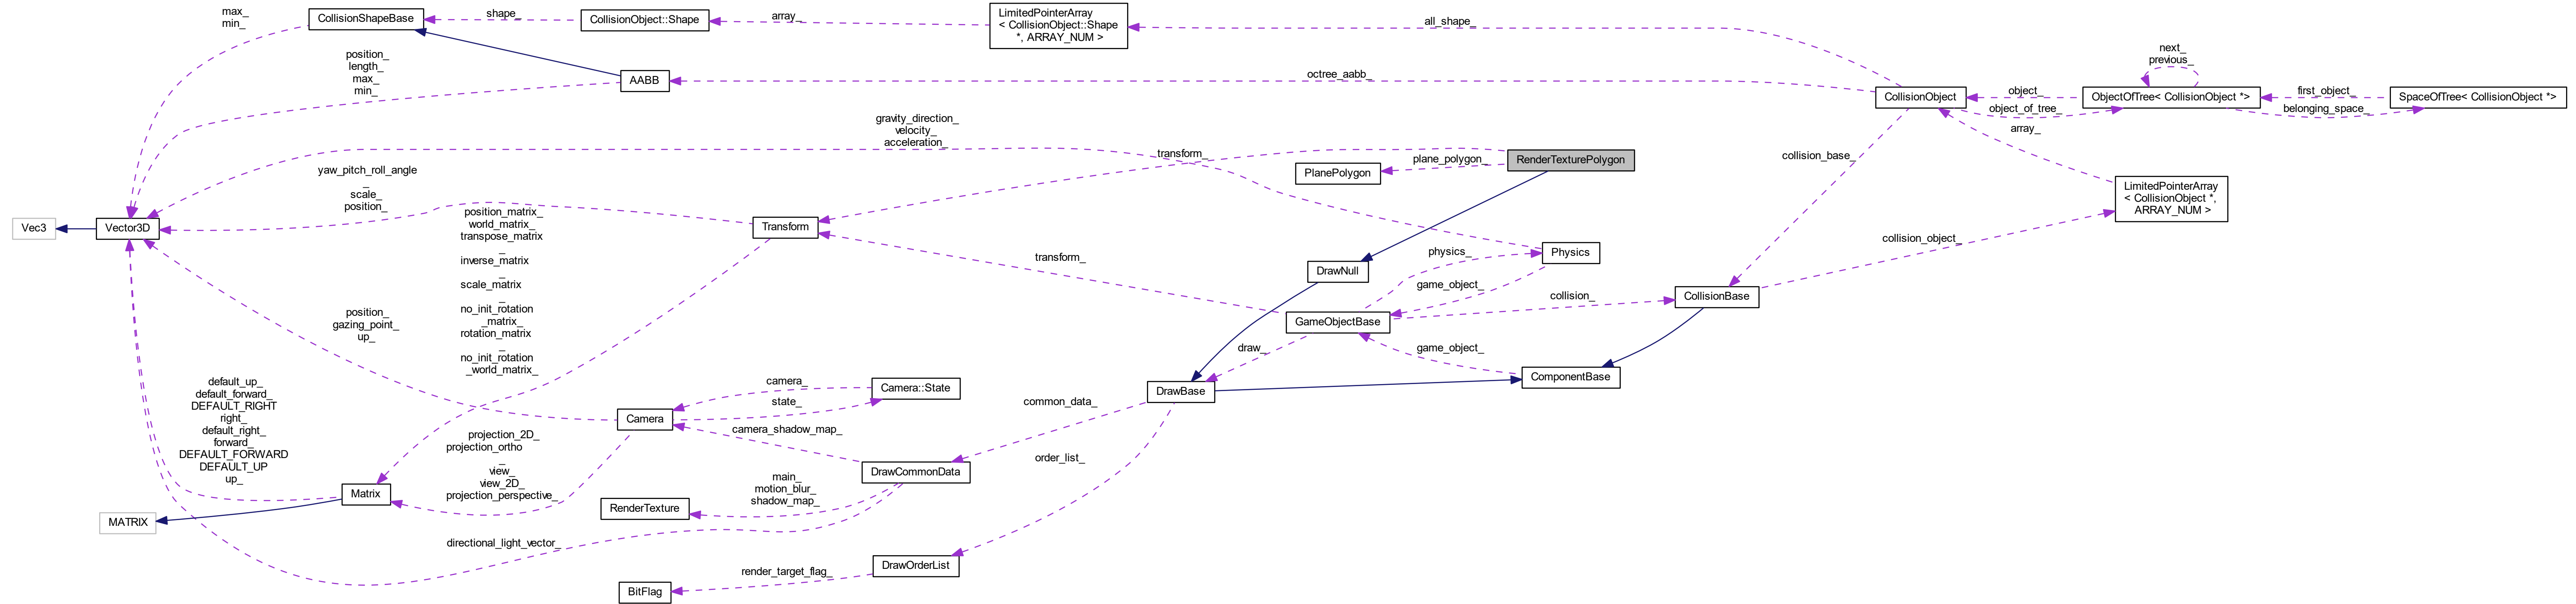 max_
min_
CollisionShapeBase
shape_
CollisionObject::Shape
array_
LimitedPointerArray
< CollisionObject::Shape
*, ARRAY_NUM >
all_shape_
position_
length_
max_
min_
AABB
octree_aabb_
next_
previous_
CollisionObject
object_
object_of_tree_
ObjectOfTree< CollisionObject *>
first_object_
belonging_space_
SpaceOfTree< CollisionObject *>
gravity_direction_
velocity_
acceleration_
transform_
plane_polygon_
PlanePolygon
RenderTexturePolygon
collision_base_
array_
LimitedPointerArray
< CollisionObject *,
ARRAY_NUM >
yaw_pitch_roll_angle
_
scale_
position_
Vec3
Vector3D
Transform
position_matrix_
world_matrix_
transpose_matrix
_
inverse_matrix
_
scale_matrix
_
no_init_rotation
_matrix_
rotation_matrix
_
no_init_rotation
_world_matrix_
transform_
DrawNull
physics_
Physics
game_object_
collision_object_
collision_
CollisionBase
GameObjectBase
position_
gazing_point_
up_
draw_
game_object_
ComponentBase
DrawBase
default_up_
default_forward_
DEFAULT_RIGHT
right_
default_right_
forward_
DEFAULT_FORWARD
DEFAULT_UP
up_
camera_
Camera::State
state_
Camera
camera_shadow_map_
common_data_
projection_2D_
projection_ortho
_
view_
view_2D_
projection_perspective_
DrawCommonData
order_list_
Matrix
MATRIX
main_
motion_blur_
shadow_map_
RenderTexture
directional_light_vector_
DrawOrderList
render_target_flag_
BitFlag